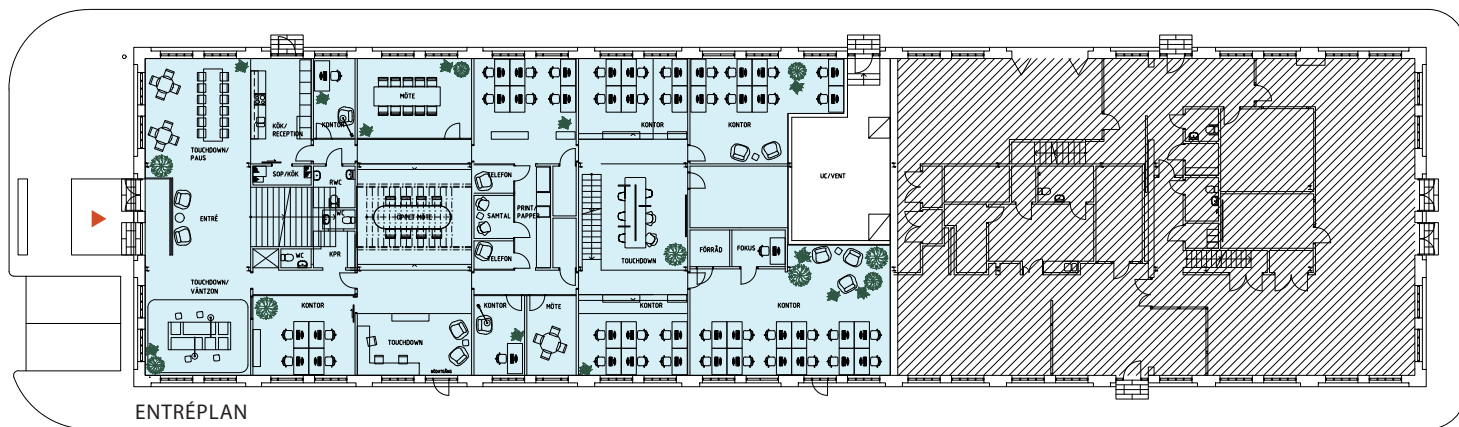 MÖTE
KÖK/
RECEPTION
KONTOR
KONTOR
KONTOR
TOUCHDOWN/
PAUS
SOP/KÖK
RWC
TELEFON
UC/VENT
WC
ÖPPET MÖTE
SAMTAL
PRINT/
PAPPER
ENTRÉ
WC
KPR
TELEFON
TOUCHDOWN
FÖRRÅD
FOKUS
TOUCHDOWN/
VÄNTZON
KONTOR
KONTOR
MÖTE
KONTOR
KONTOR
TOUCHDOWN
ENTRÉPLAN